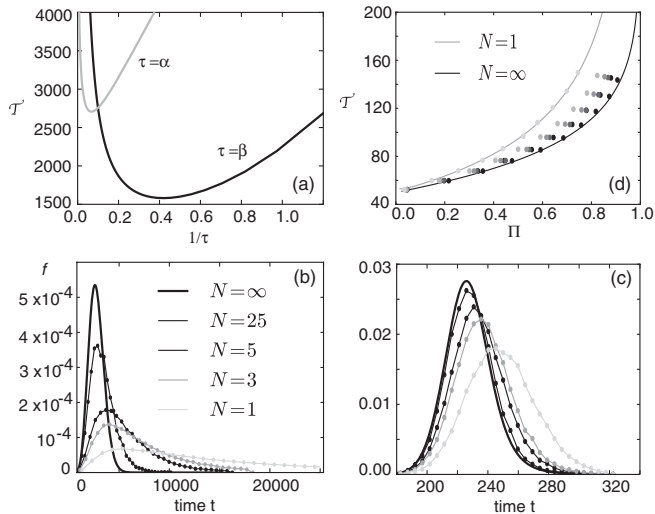 4000
3500
3000
2500
2000
1500
𝒯
τ=α
τ=β
(a)
0.0 0.2 0.4 0.6 0.8 1.0
1/τ
200
160
120
80
40
𝒯
N=1
N=∞
(d)
0.0 0.2 0.4 0.6 0.8 1.0
Π
f
5 x10⁻⁴
4 x10⁻⁴
3 x10⁻⁴
2 x10⁻⁴
10⁻⁴
0
N=∞
N=25
N=5
N=3
N=1
(b)
0 10000 20000
time t
0.03
0.02
0.01
0.00
(c)
200 240 280 320
time t